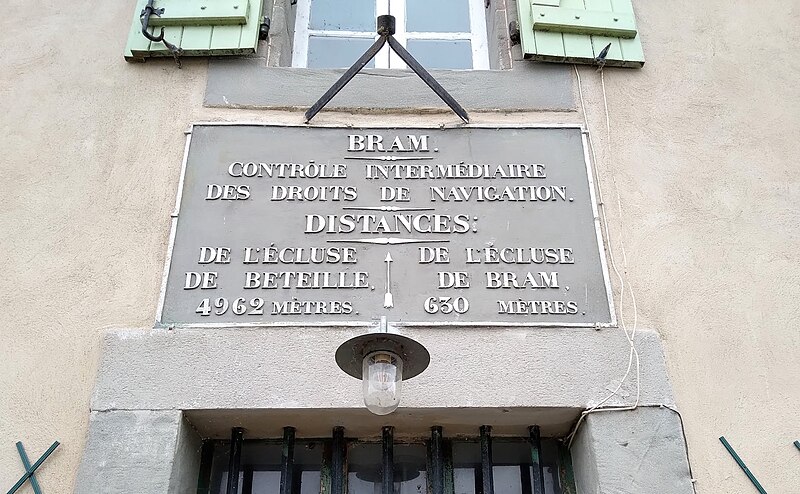 BRAM.
CONTRÔLE INTERMÉDIAIRE
DES DROITS DE NAVIGATION.
DISTANCES:
DE L'ÉCLUSE
DE BETEILLE.
4962 MÈTRES.
DE L'ÉCLUSE
DE BRAM,
630 MÈTRES.